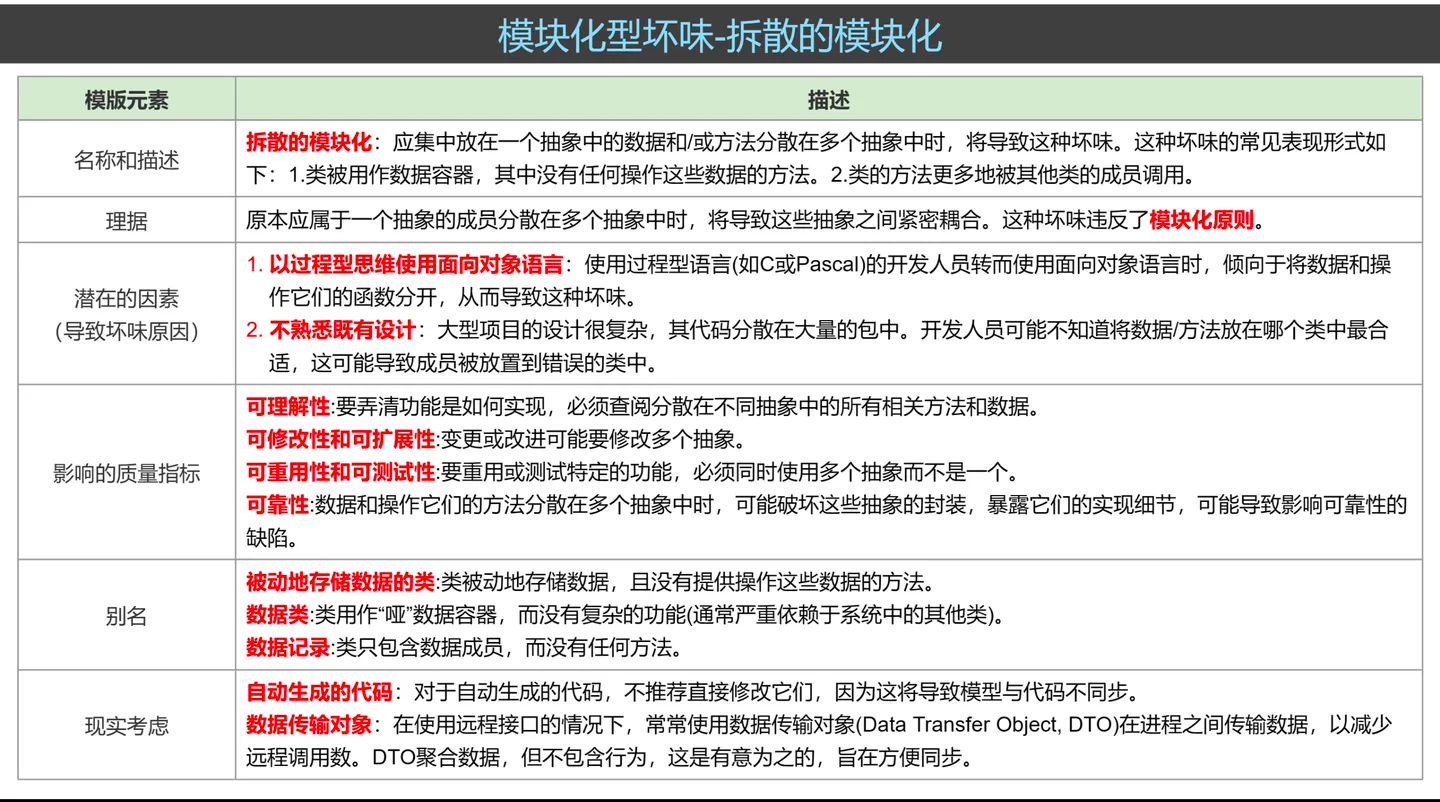 模块化型坏味-拆散的模块化
模版元素
描述
名称和描述
拆散的模块化：应集中放在一个抽象中的数据和/或方法分散在多个抽象中时，将导致这种坏味。这种坏味的常见表现形式如
下：1.类被用作数据容器，其中没有任何操作这些数据的方法。2.类的方法更多地被其他类的成员调用。
理据
原本应属于一个抽象的成员分散在多个抽象中时，将导致这些抽象之间紧密耦合。这种坏味违反了模块化原则。
潜在的因素
（导致坏味原因）
1. 以过程型思维使用面向对象语言：使用过程型语言(如C或Pascal)的开发人员转而使用面向对象语言时，倾向于将数据和操
作它们的函数分开，从而导致这种坏味。
2. 不熟悉既有设计：大型项目的设计很复杂，其代码分散在大量的包中。开发人员可能不知道将数据/方法放在哪个类中最合
适，这可能导致成员被放置到错误的类中。
影响的质量指标
可理解性:要弄清功能是如何实现，必须查阅分散在不同抽象中的所有相关方法和数据。
可修改性和可扩展性:变更或改进可能要修改多个抽象。
可重用性和可测试性:要重用或测试特定的功能，必须同时使用多个抽象而不是一个。
可靠性:数据和操作它们的方法分散在多个抽象中时，可能破坏这些抽象的封装，暴露它们的实现细节，可能导致影响可靠性的
缺陷。
别名
被动地存储数据的类:类被动地存储数据，且没有提供操作这些数据的方法。
数据类:类用作“哑”数据容器，而没有复杂的功能(通常严重依赖于系统中的其他类)。
数据记录:类只包含数据成员，而没有任何方法。
现实考虑
自动生成的代码：对于自动生成的代码，不推荐直接修改它们，因为这将导致模型与代码不同步。
数据传输对象：在使用远程接口的情况下，常常使用数据传输对象(Data Transfer Object, DTO)在进程之间传输数据，以减少
远程调用数。DTO聚合数据，但不包含行为，这是有意为之的，旨在方便同步。